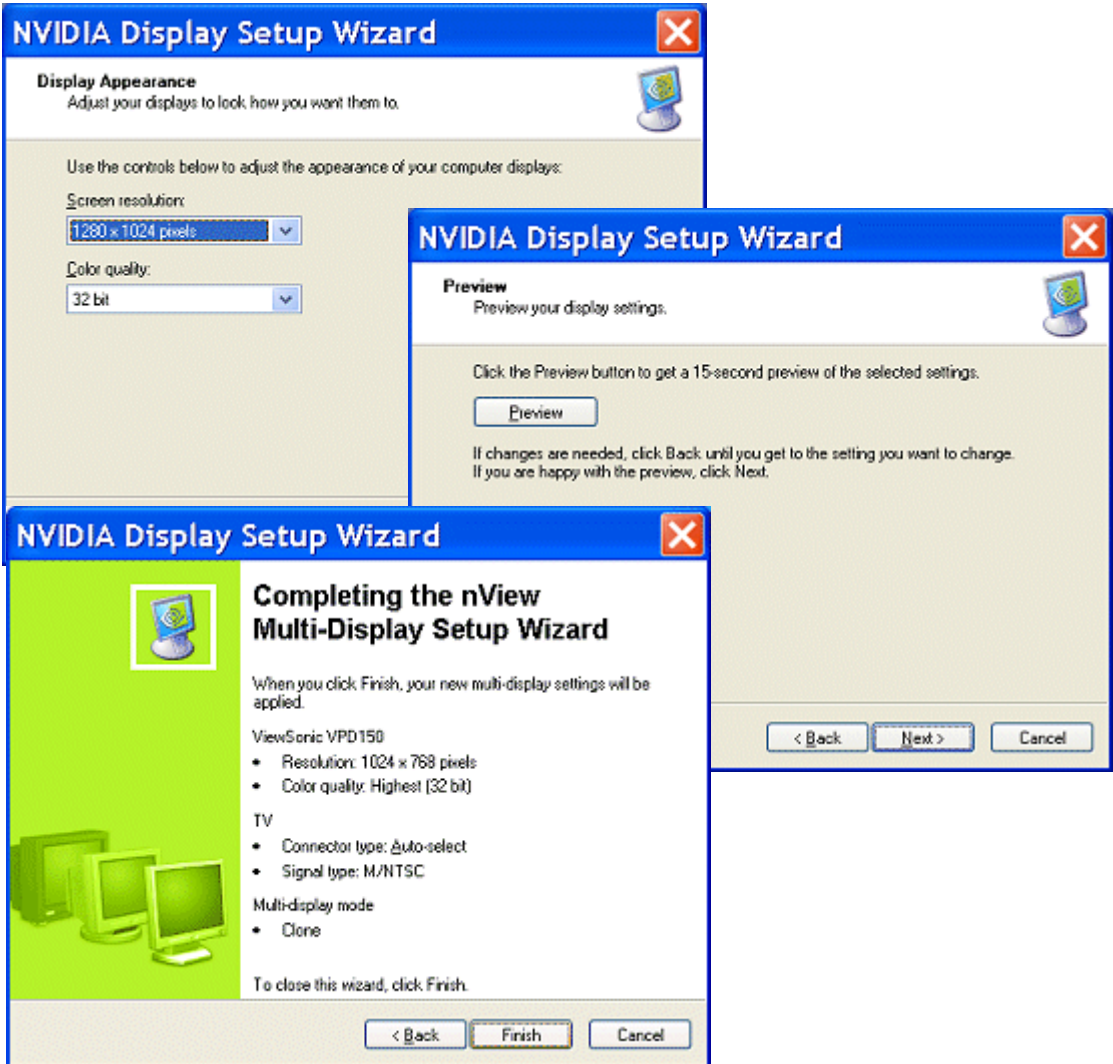 NVIDIA Display Setup Wizard
Display Appearance
Adjust your displays to look how you want them to.
Use the controls below to adjust the appearance of your computer displays:
Screen resolution:
1280 x 1024 pixels
Color quality:
32 bit
NVIDIA Display Setup Wizard
Preview
Preview your display settings.
Click the Preview button to get a 15-second preview of the selected settings.
Preview
If changes are needed, click Back until you get to the setting you want to change.
If you are happy with the preview, click Next.
< Back
Next >
Cancel
NVIDIA Display Setup Wizard
Completing the nView
Multi-Display Setup Wizard
When you click Finish, your new multi-display settings will be
applied.
ViewSonic VPD150
• Resolution: 1024 x 768 pixels
• Color quality: Highest (32 bit)
TV
• Connector type: Auto-select
• Signal type: M/NTSC
Multi-display mode
• Clone
To close this wizard, click Finish.
< Back
Finish
Cancel